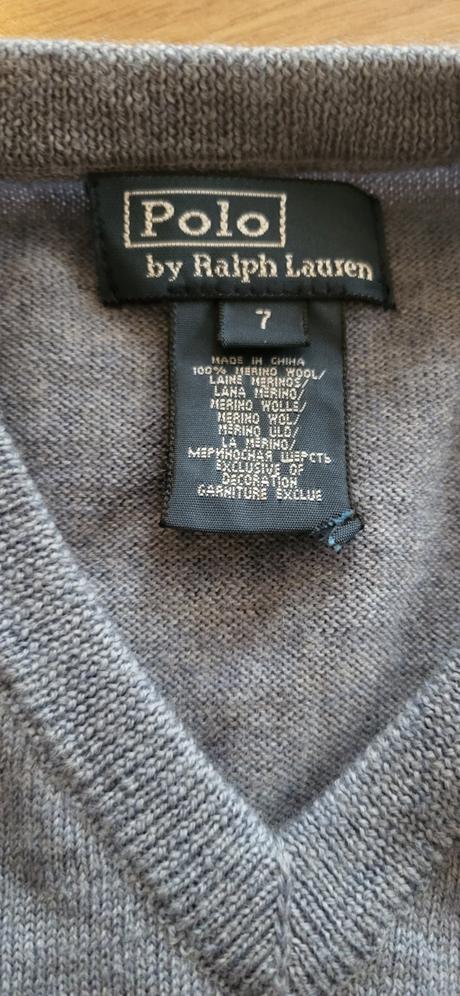 Polo
by Ralph Lauren
7
MADE IN CHINA
100% MERINO WOOL/
LAINE MERINOS/
LANA MERINO/
MERINO WOLLE/
MERINO WOL/
MERINO ULD/
LA MERINO/
МЕРИНОСНАЯ ШЕРСТЬ
EXCLUSIVE OF
DECORATION
GARNITURE EXCLUE